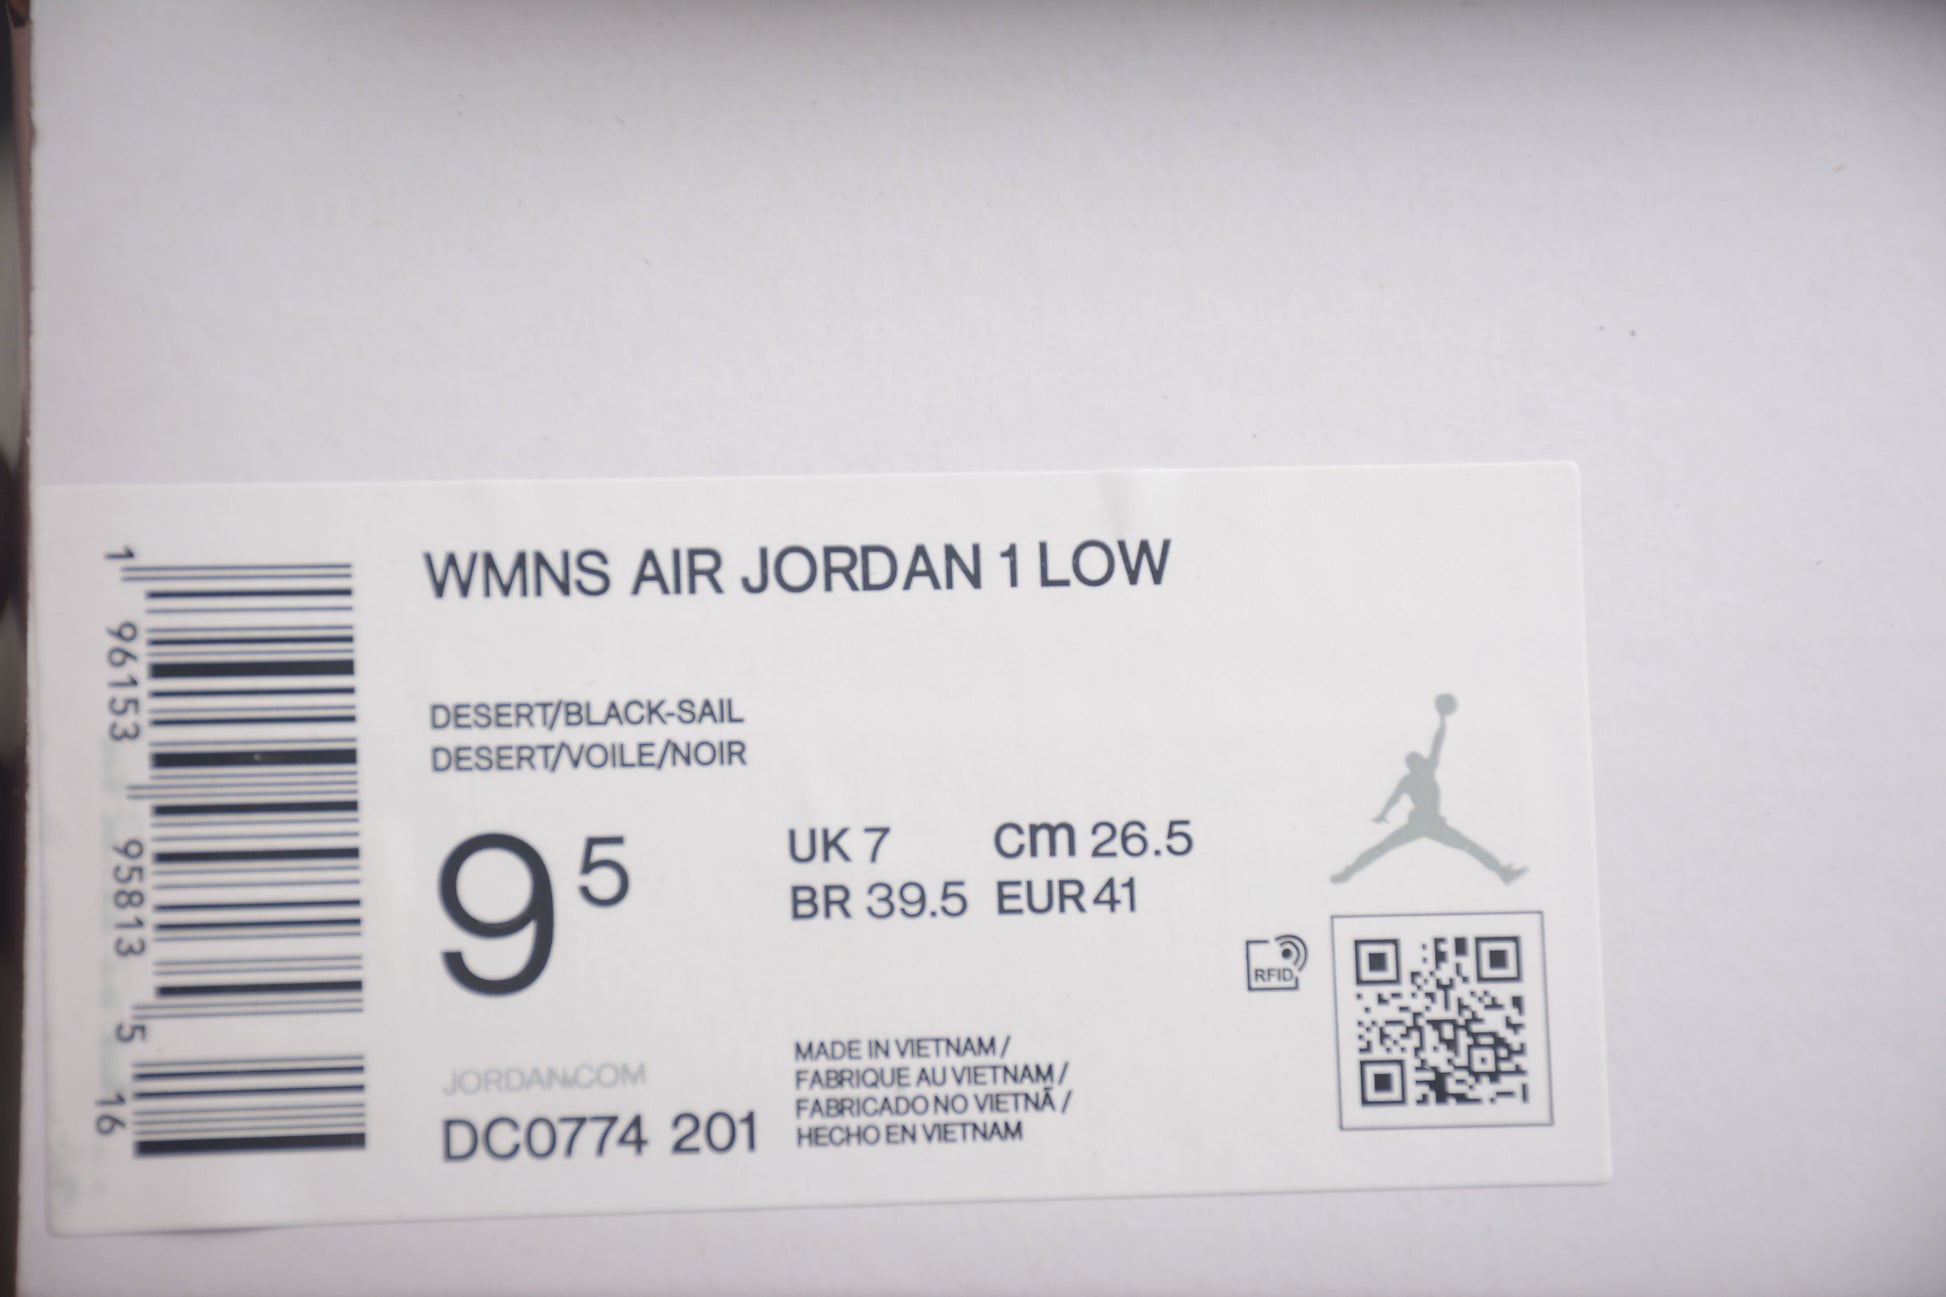 WMNS AIR JORDAN 1 LOW
DESERT/BLACK-SAIL
DESERT/VOILE/NOIR
9 5
UK 7 cm 26.5
BR 39.5 EUR 41
RFID
JORDAN.COM
DC0774 201
MADE IN VIETNAM /
FABRIQUE AU VIETNAM /
FABRICADO NO VIETNÃ /
HECHO EN VIETNAM
1 96153 95813 5 16